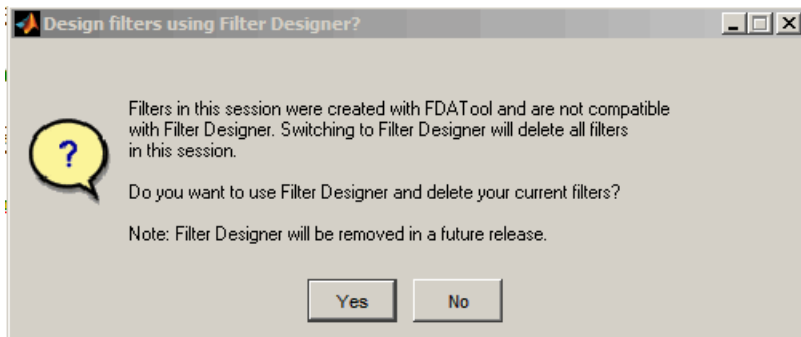 Design filters using Filter Designer?
Filters in this session were created with FDATool and are not compatible
with Filter Designer. Switching to Filter Designer will delete all filters
in this session.
Do you want to use Filter Designer and delete your current filters?
Note: Filter Designer will be removed in a future release.
Yes No